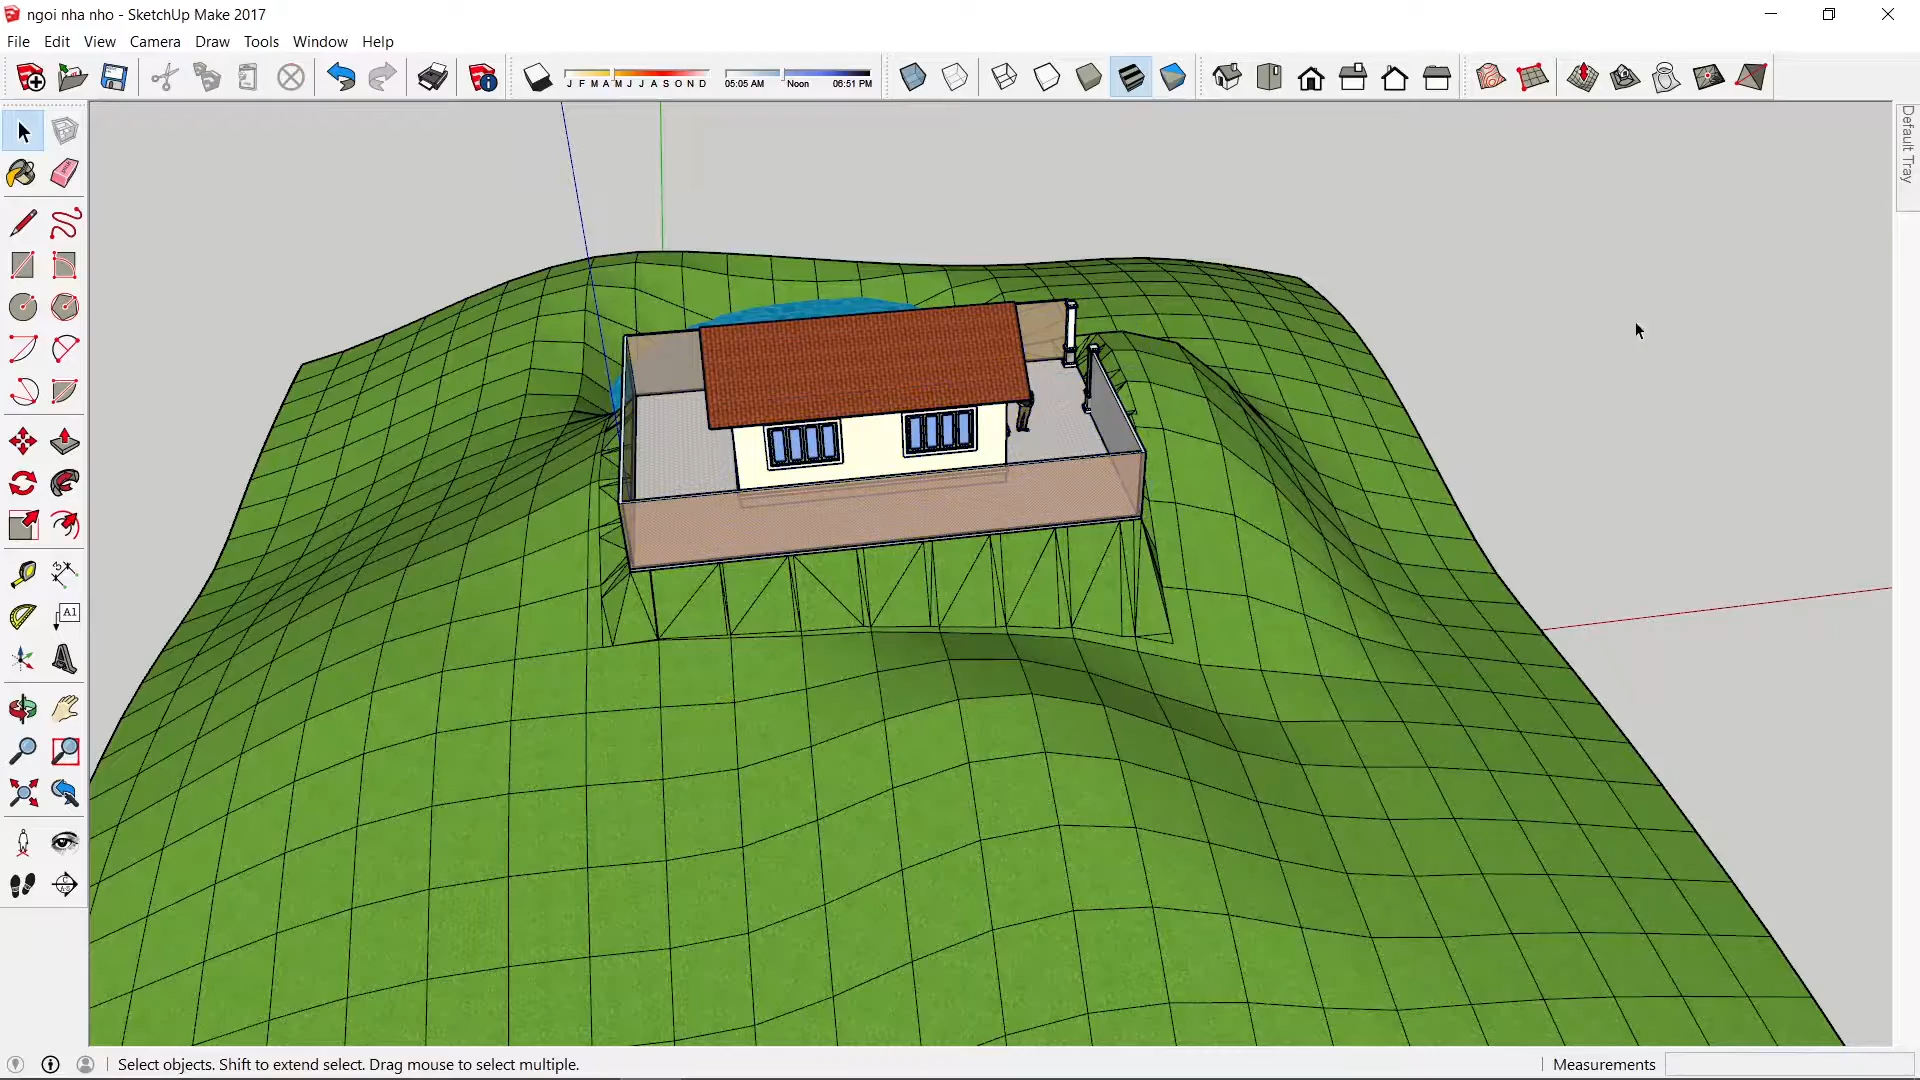 ngoi nha nho - SketchUp Make 2017
File Edit View Camera Draw Tools Window Help
J F M A M J J A S O N D
05:05 AM Noon 06:51 PM
Default Tray
A1
Select objects. Shift to extend select. Drag mouse to select multiple.
Measurements